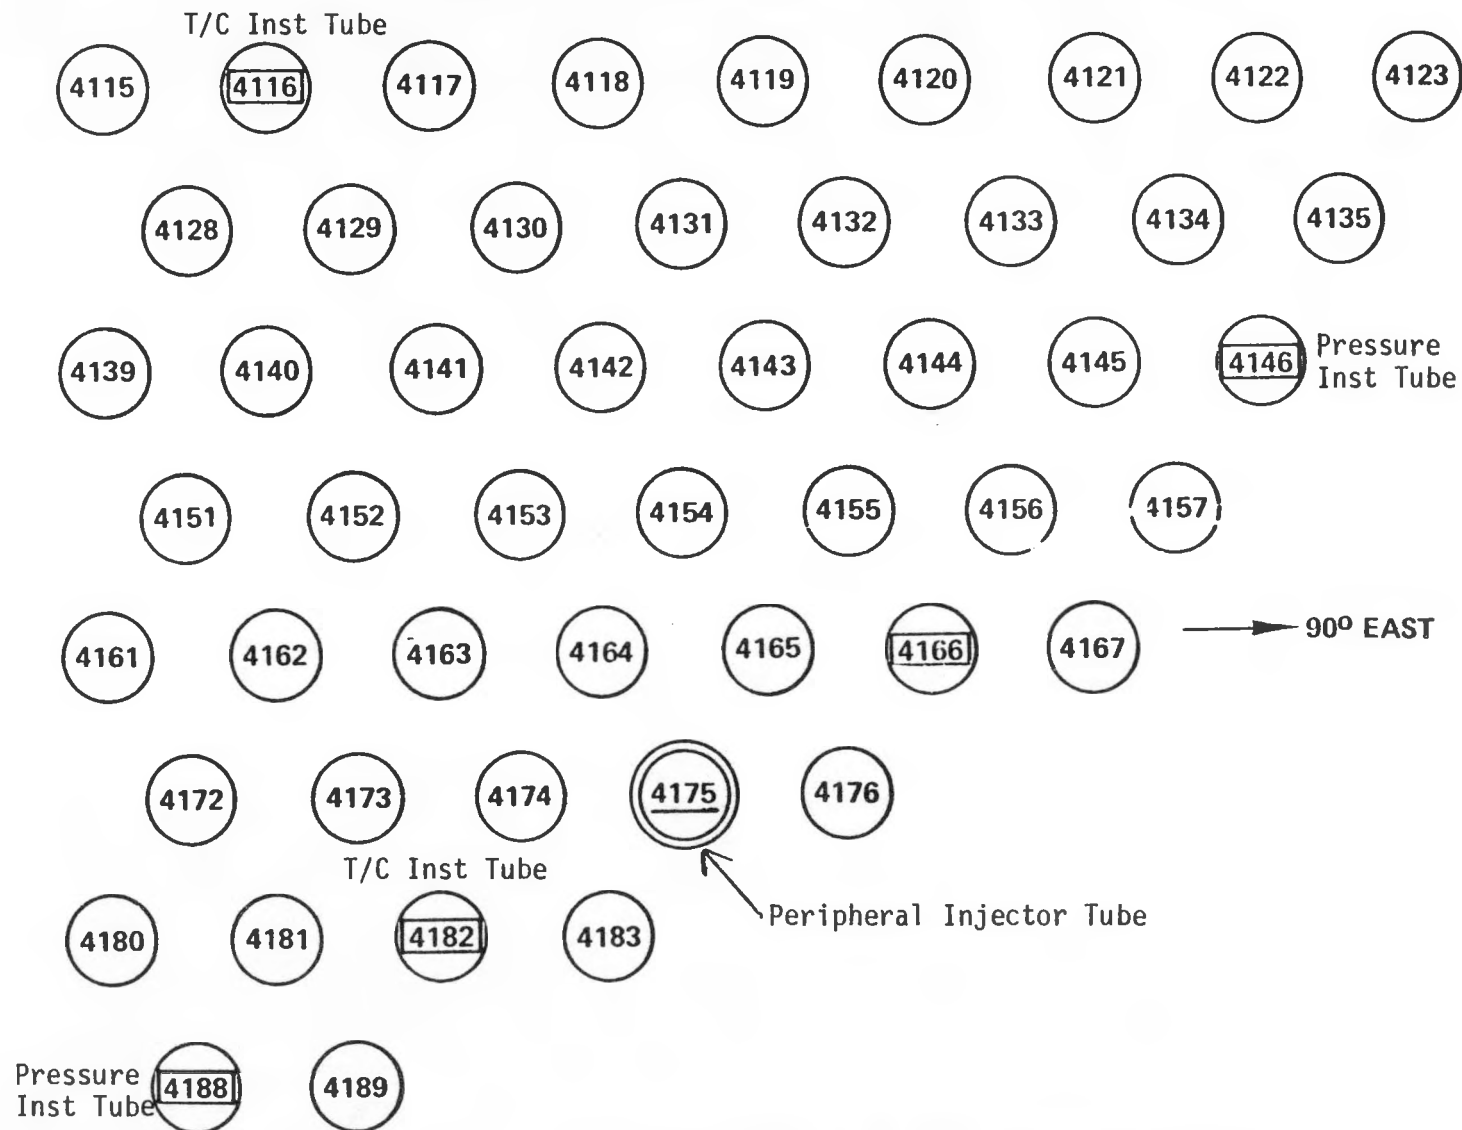 T/C Inst Tube
4115 4116 4117 4118 4119 4120 4121 4122 4123
4128 4129 4130 4131 4132 4133 4134 4135
4139 4140 4141 4142 4143 4144 4145 4146
Pressure
Inst Tube
4151 4152 4153 4154 4155 4156 4157
4161 4162 4163 4164 4165 4166 4167
90º EAST
4172 4173 4174 4175 4176
T/C Inst Tube
Peripheral Injector Tube
4180 4181 4182 4183
Pressure
Inst Tube
4188 4189